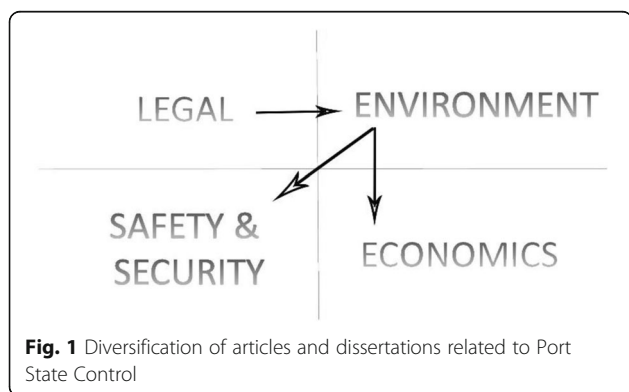 LEGAL
ENVIRONMENT
SAFETY &
SECURITY
ECONOMICS
Fig. 1 Diversification of articles and dissertations related to Port
State Control